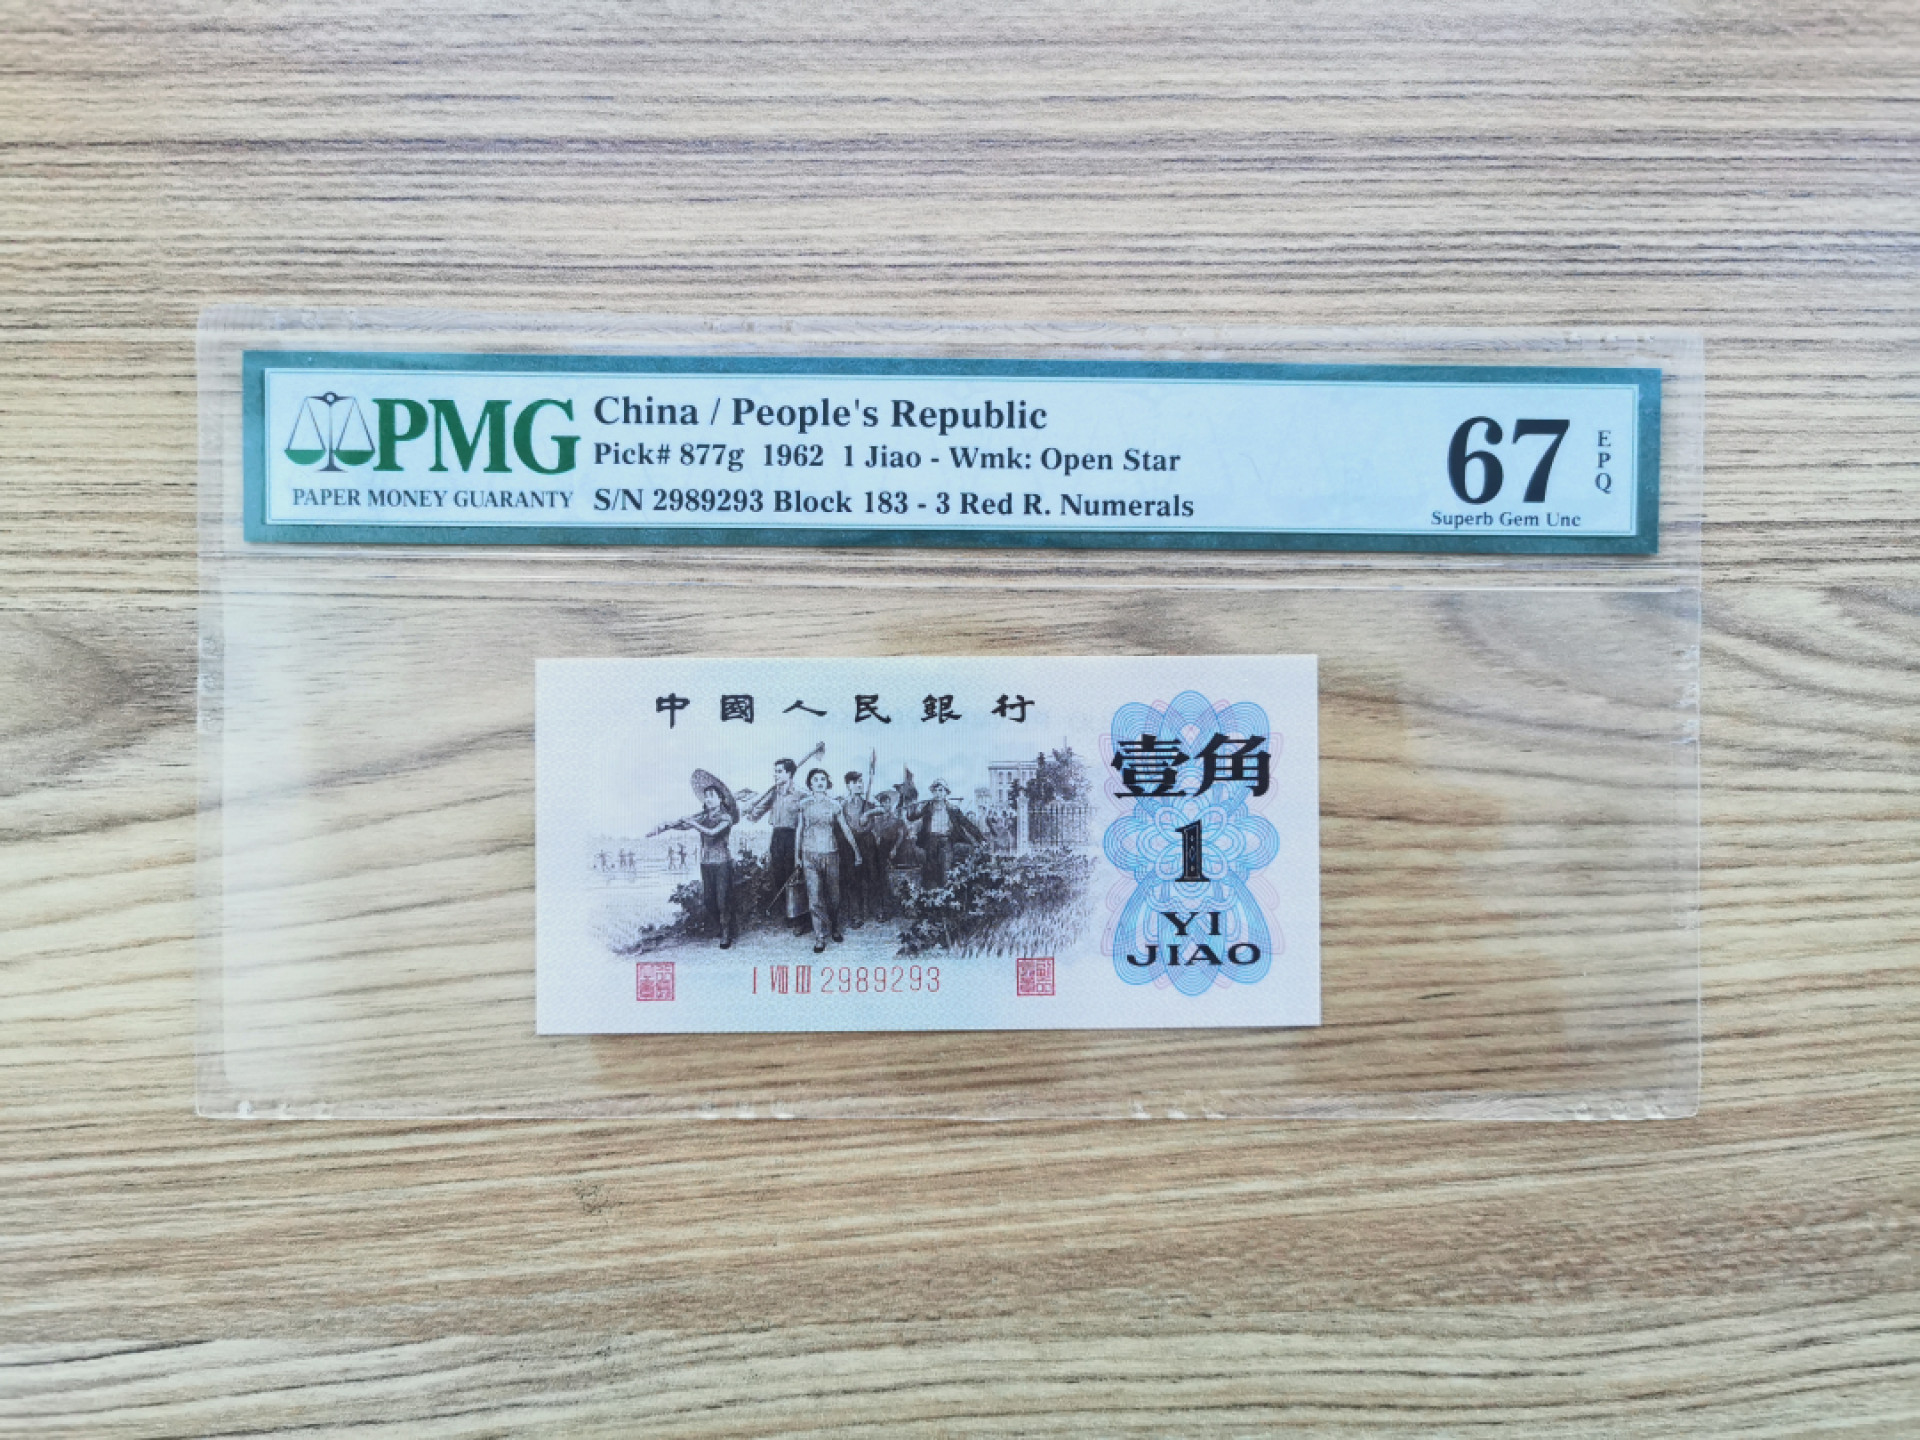 PMG
PAPER MONEY GUARANTY
China / People's Republic
Pick# 877g 1962 1 Jiao - Wmk: Open Star
S/N 2989293 Block 183 - 3 Red R. Numerals
67
EPQ
Superb Gem Unc
中國人民銀行
壹角
1
YI
JIAO
I VIII III 2989293